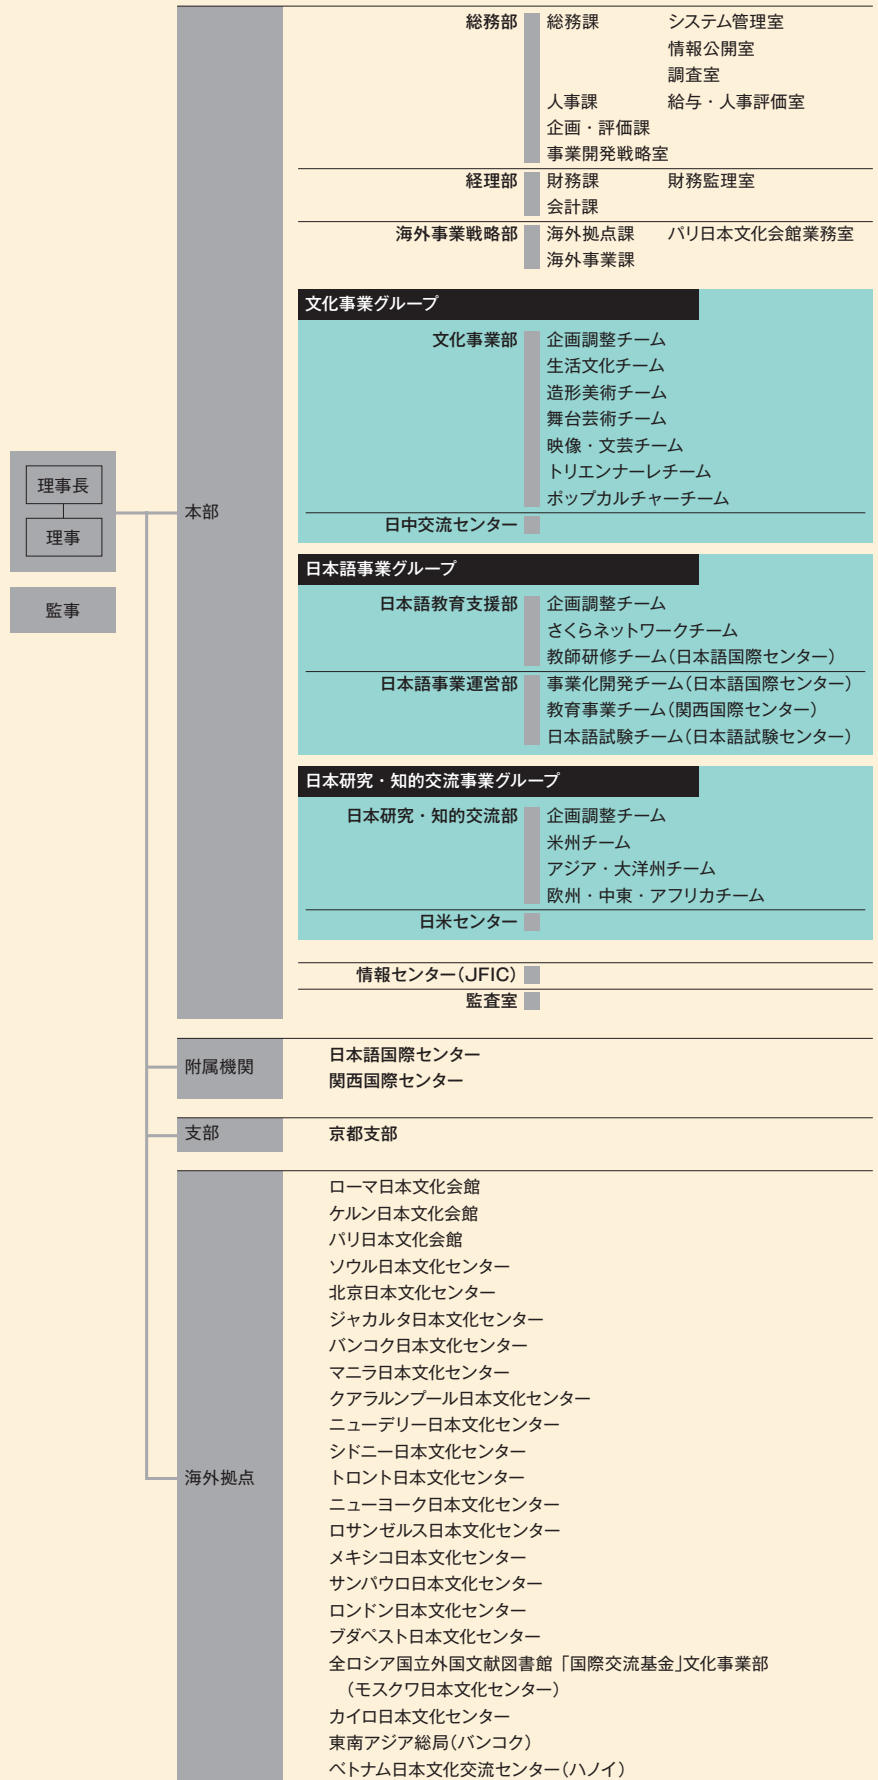 理事長
理事
監事
本部
総務部 総務課 システム管理室
情報公開室
調査室
人事課 給与・人事評価室
企画・評価課
事業開発戦略室
経理部 財務課 財務監理室
会計課
海外事業戦略部 海外拠点課 パリ日本文化会館業務室
海外事業課
文化事業グループ
文化事業部 企画調整チーム
生活文化チーム
造形美術チーム
舞台芸術チーム
映像・文芸チーム
トリエンナーレチーム
ポップカルチャーチーム
日中交流センター
日本語事業グループ
日本語教育支援部 企画調整チーム
さくらネットワークチーム
教師研修チーム(日本語国際センター)
日本語事業運営部 事業化開発チーム(日本語国際センター)
教育事業チーム(関西国際センター)
日本語試験チーム(日本語試験センター)
日本研究・知的交流事業グループ
日本研究・知的交流部 企画調整チーム
米州チーム
アジア・大洋州チーム
欧州・中東・アフリカチーム
日米センター
情報センター(JFIC)
監査室
附属機関
日本語国際センター
関西国際センター
支部 京都支部
海外拠点
ローマ日本文化会館
ケルン日本文化会館
パリ日本文化会館
ソウル日本文化センター
北京日本文化センター
ジャカルタ日本文化センター
バンコク日本文化センター
マニラ日本文化センター
クアラルンプール日本文化センター
ニューデリー日本文化センター
シドニー日本文化センター
トロント日本文化センター
ニューヨーク日本文化センター
ロサンゼルス日本文化センター
メキシコ日本文化センター
サンパウロ日本文化センター
ロンドン日本文化センター
ブダペスト日本文化センター
全ロシア国立外国文献図書館「国際交流基金」文化事業部
(モスクワ日本文化センター)
カイロ日本文化センター
東南アジア総局(バンコク)
ベトナム日本文化交流センター(ハノイ)